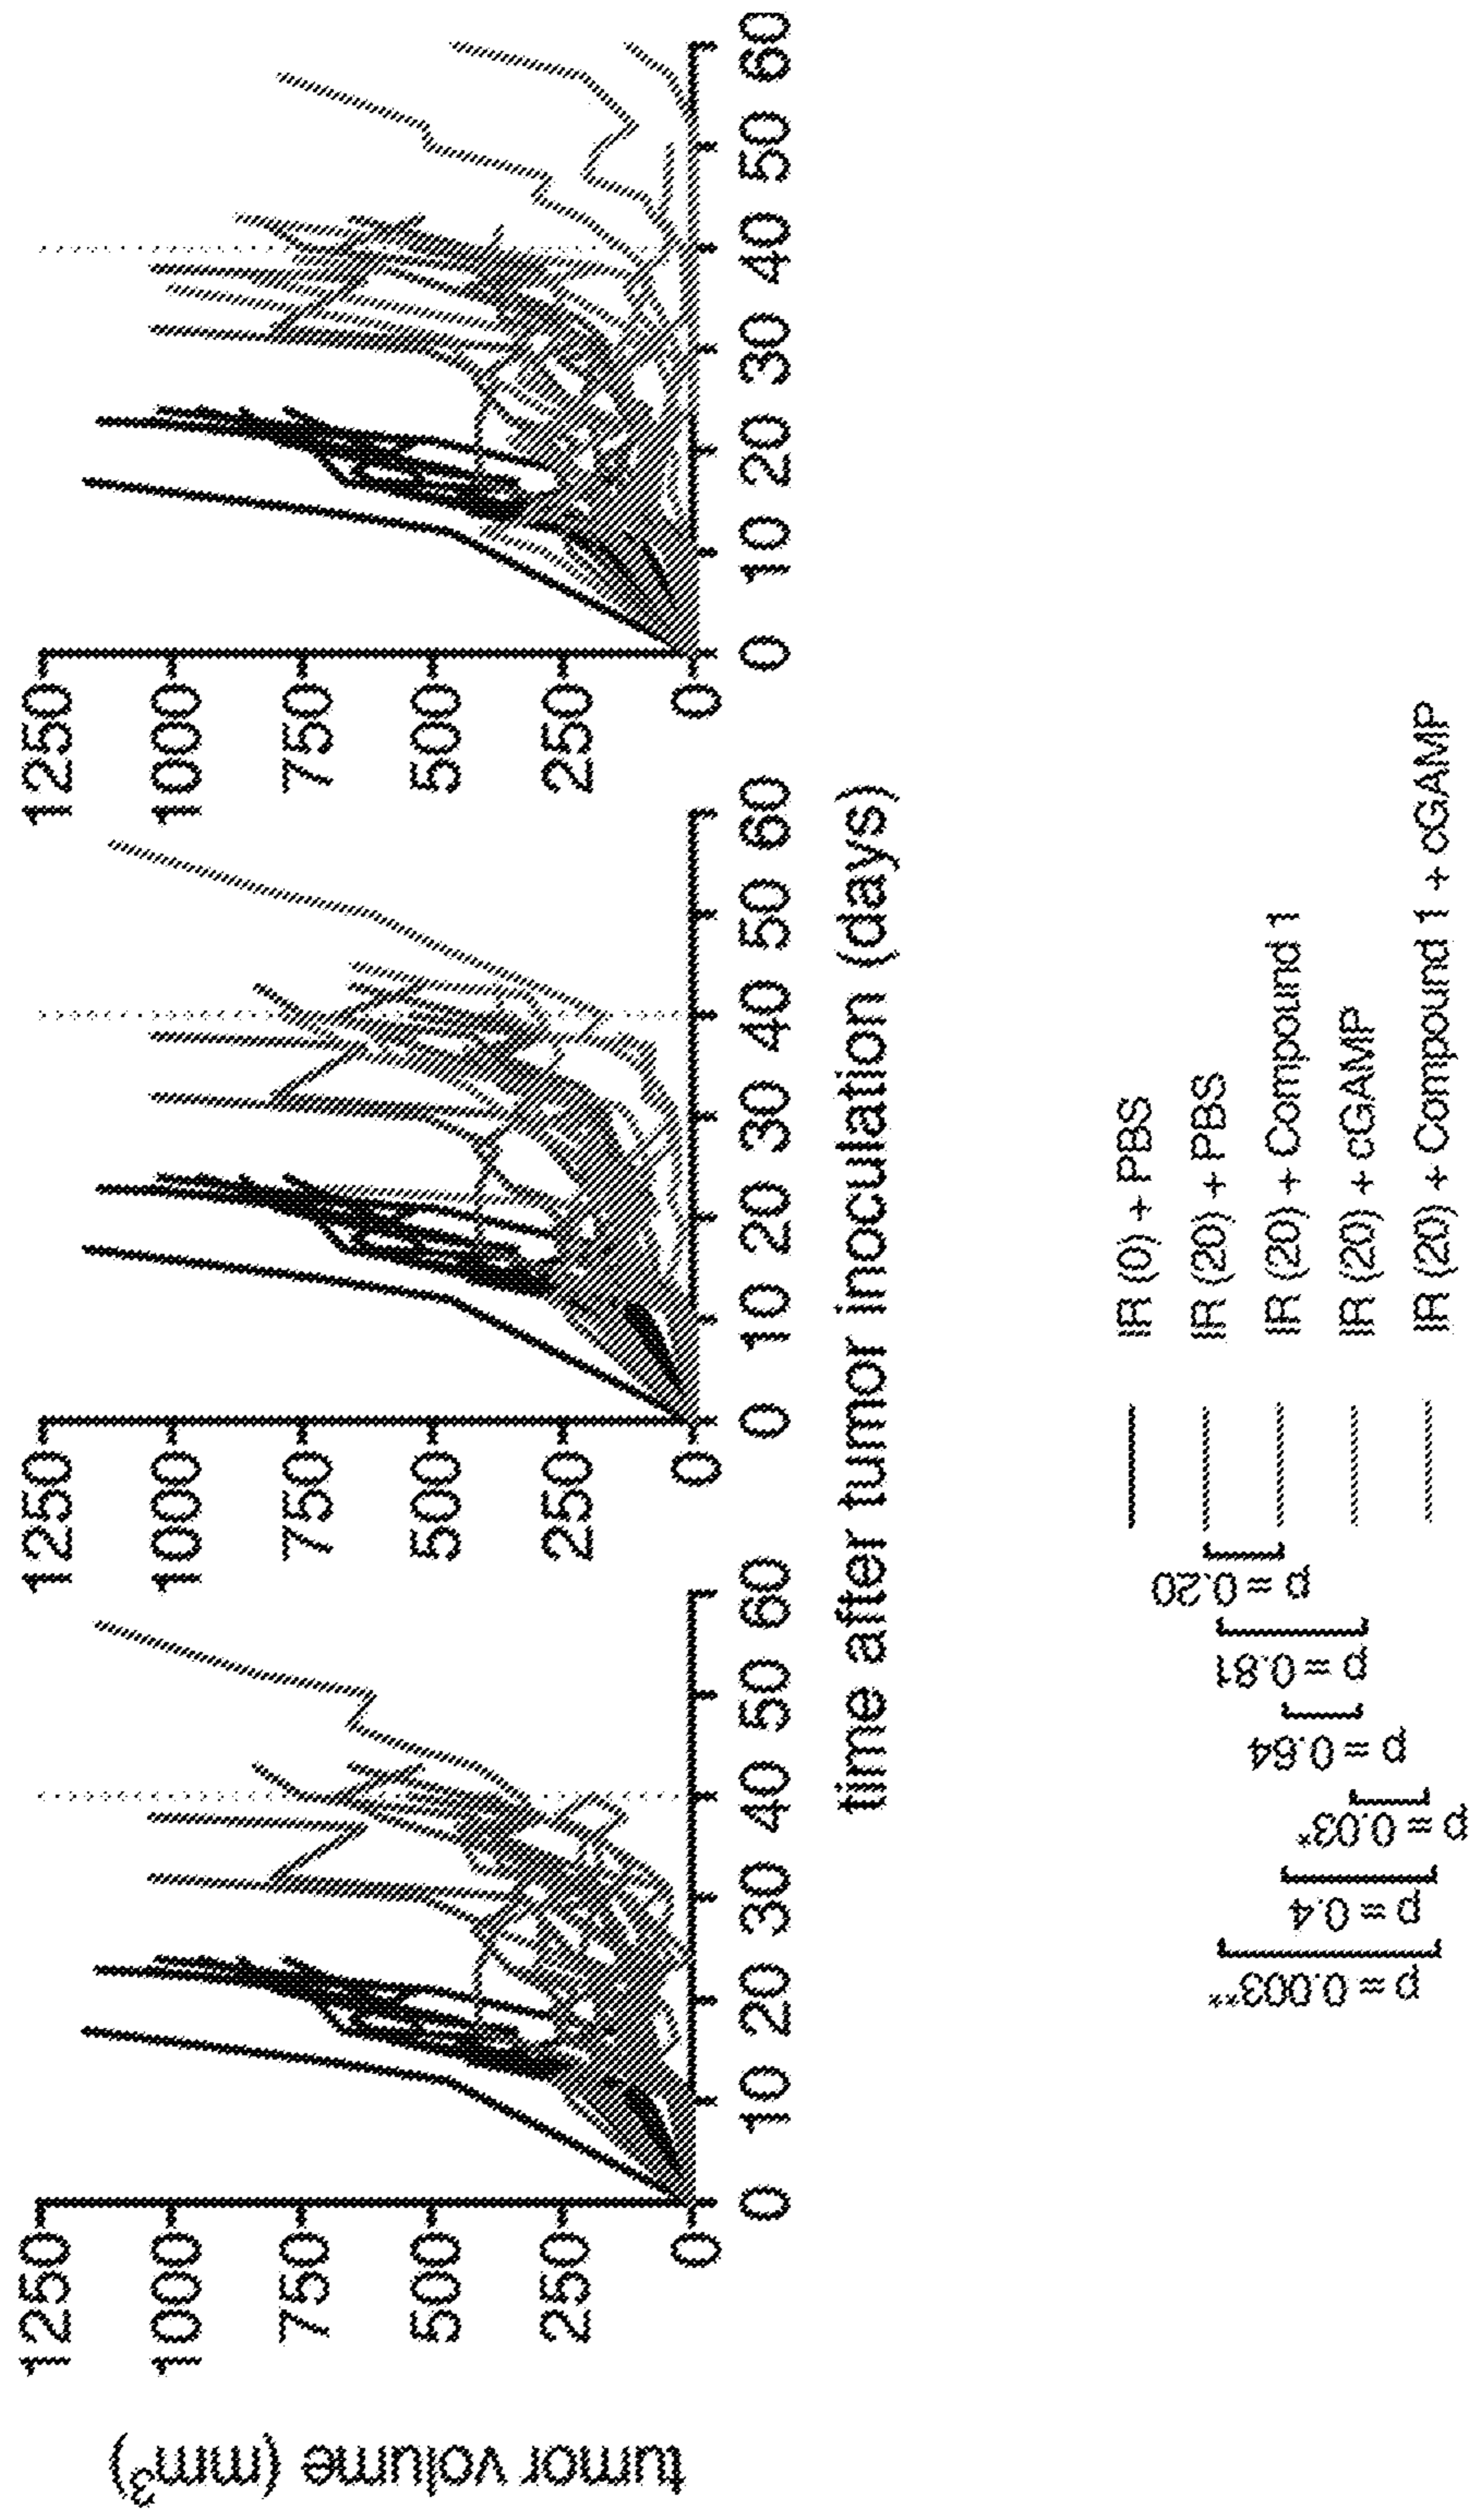 tumor volume (mm³)
1250
1000
750
500
250
0
0 10 20 30 40 50 60
1250
1000
750
500
250
0
0 10 20 30 40 50 60
1250
1000
750
500
250
0
0 10 20 30 40 50 60
time after tumor inoculation (days)
IR (0) + PBS
IR (20) + PBS
IR (20) + Compound 1
IR (20) + cGAMP
IR (20) + Compound 1 + cGAMP
p = 0.003**
p = 0.4
p = 0.03*
p = 0.64
p = 0.81
p = 0.20